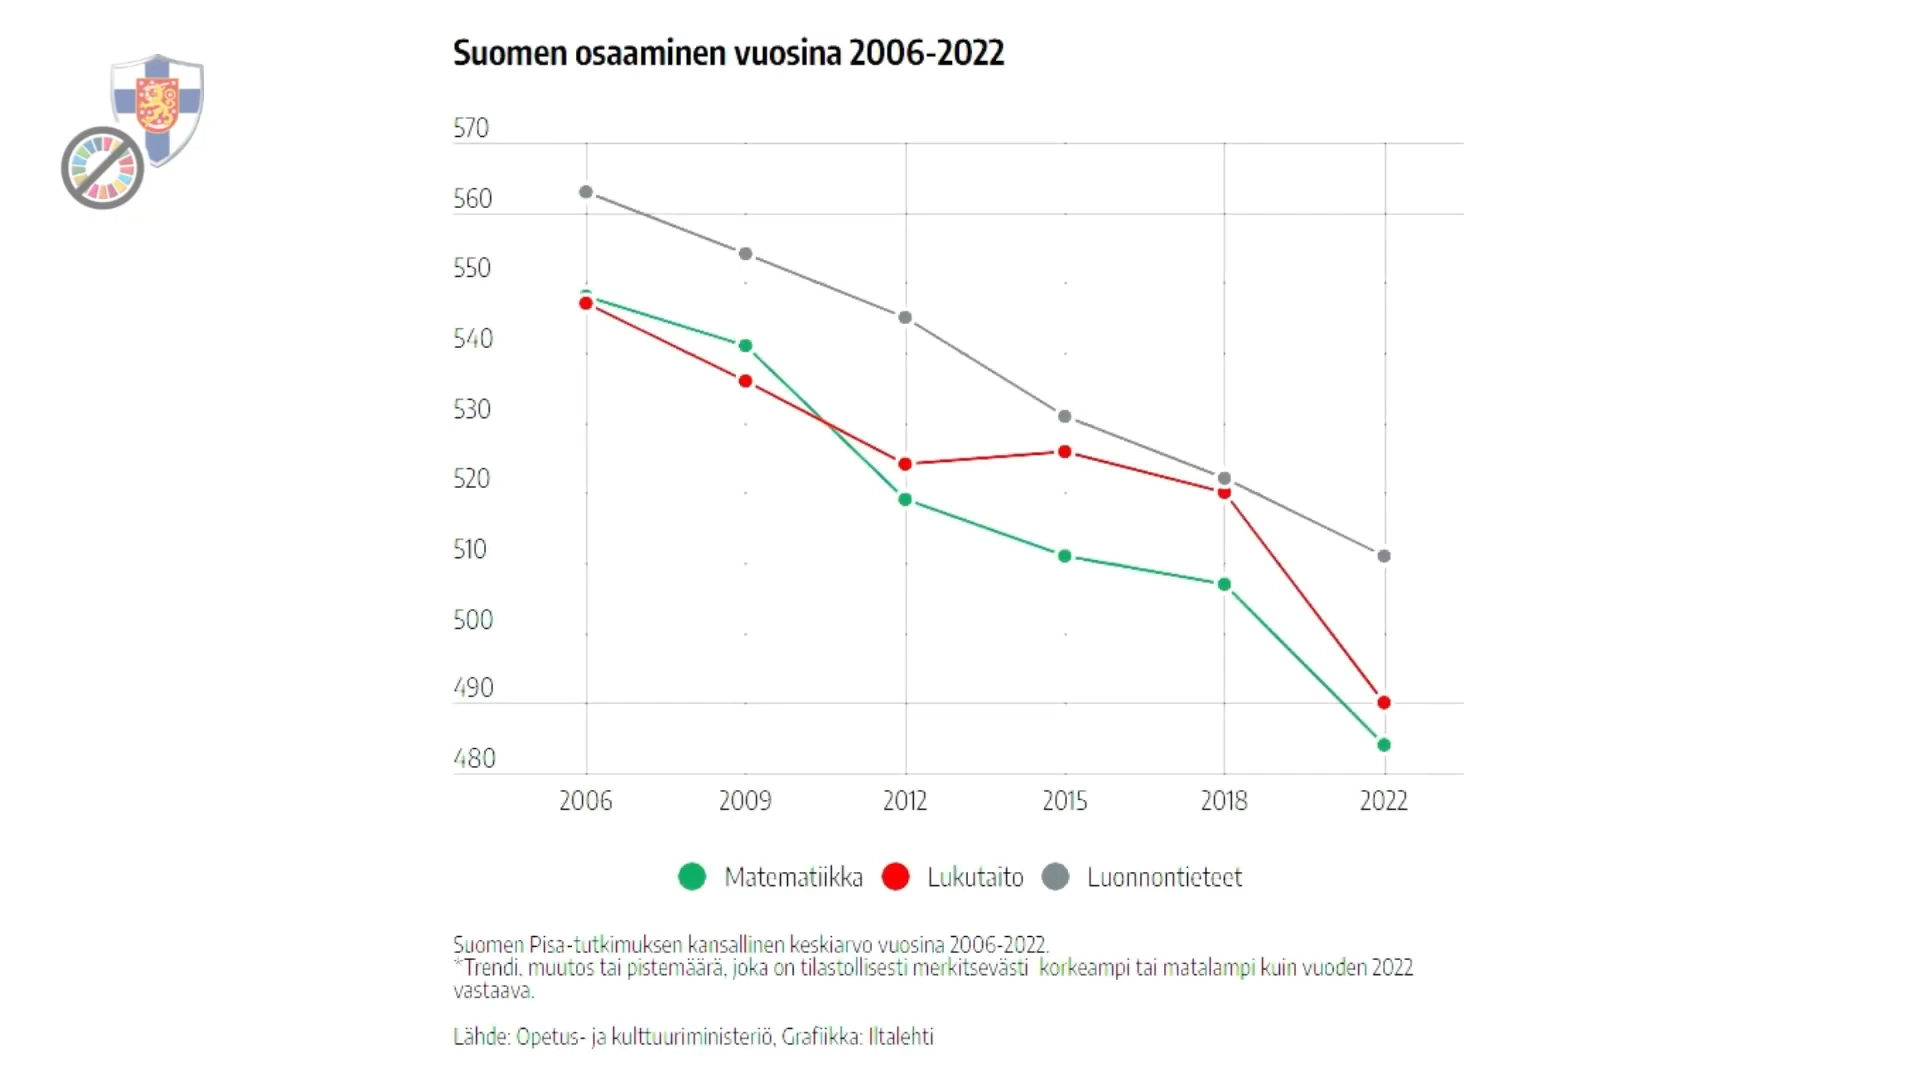 Suomen osaaminen vuosina 2006-2022
570
560
550
540
530
520
510
500
490
480
2006 2009 2012 2015 2018 2022
Matematiikka Lukutaito Luonnontieteet
Suomen Pisa-tutkimuksen kansallinen keskiarvo vuosina 2006-2022.
*Trendi, muutos tai pistemäärä, joka on tilastollisesti merkitsevästi korkeampi tai matalampi kuin vuoden 2022
vastaava.
Lähde: Opetus- ja kulttuuriministeriö, Grafiikka: Iltalehti